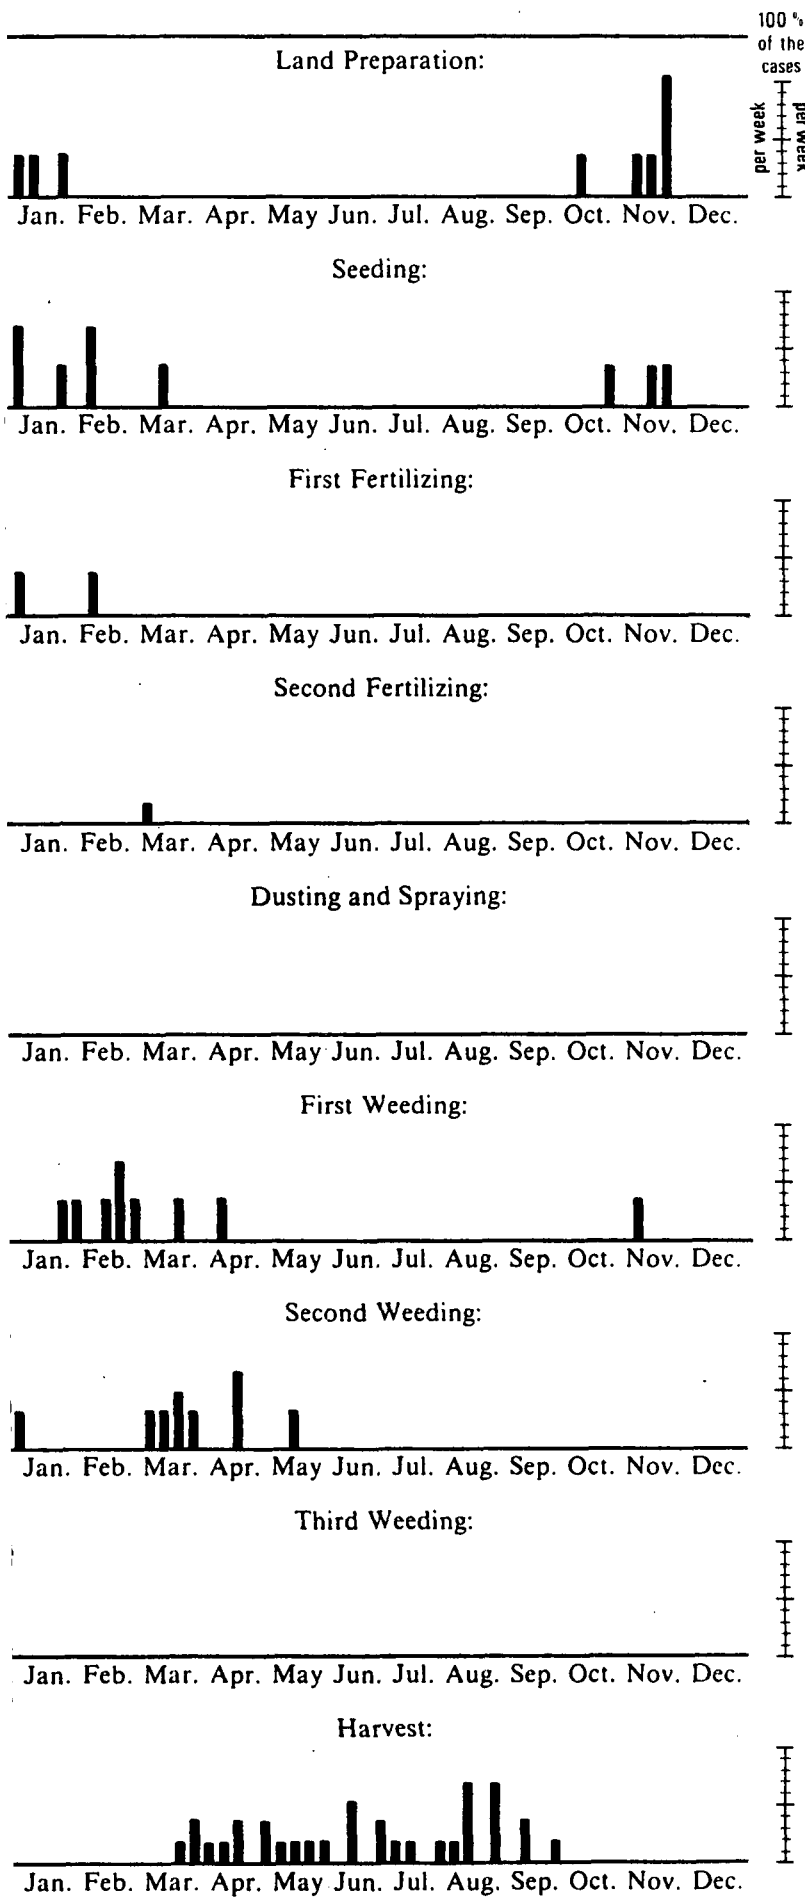 100 %
of the
cases
per week
per week
Land Preparation:
Jan. Feb. Mar. Apr. May Jun. Jul. Aug. Sep. Oct. Nov. Dec.
Seeding:
Jan. Feb. Mar. Apr. May Jun. Jul. Aug. Sep. Oct. Nov. Dec.
First Fertilizing:
Jan. Feb. Mar. Apr. May Jun. Jul. Aug. Sep. Oct. Nov. Dec.
Second Fertilizing:
Jan. Feb. Mar. Apr. May Jun. Jul. Aug. Sep. Oct. Nov. Dec.
Dusting and Spraying:
Jan. Feb. Mar. Apr. May Jun. Jul. Aug. Sep. Oct. Nov. Dec.
First Weeding:
Jan. Feb. Mar. Apr. May Jun. Jul. Aug. Sep. Oct. Nov. Dec.
Second Weeding:
Jan. Feb. Mar. Apr. May Jun. Jul. Aug. Sep. Oct. Nov. Dec.
Third Weeding:
Jan. Feb. Mar. Apr. May Jun. Jul. Aug. Sep. Oct. Nov. Dec.
Harvest:
Jan. Feb. Mar. Apr. May Jun. Jul. Aug. Sep. Oct. Nov. Dec.